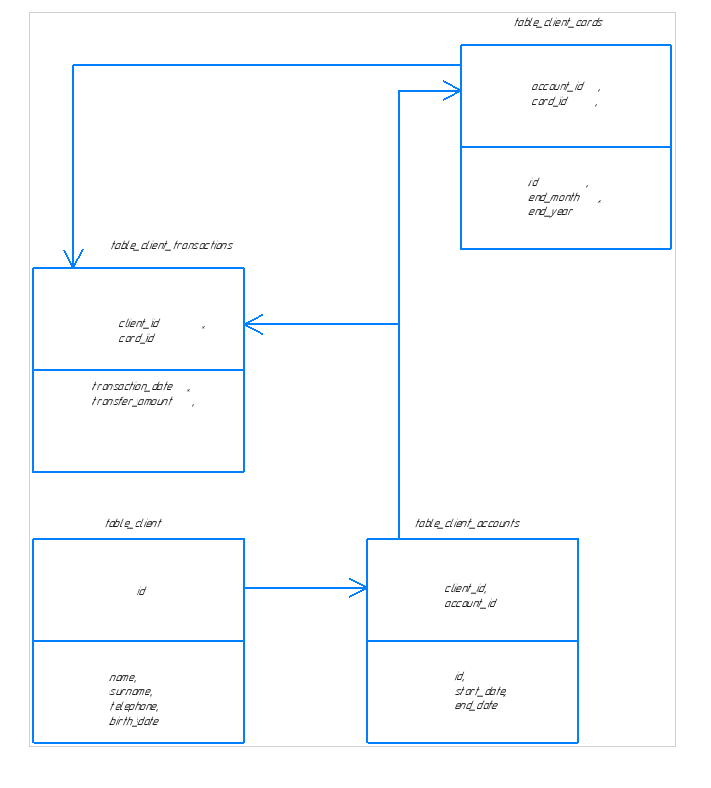 table_client_cards
account_id ,
card_id ,
id ,
end_month ,
end_year
table_client_transactions
client_id ,
card_id
transaction_date ,
transfer_amount ,
table_client
id
name,
surname,
telephone,
birth_date
table_client_accounts
client_id,
account_id
id,
start_date,
end_date